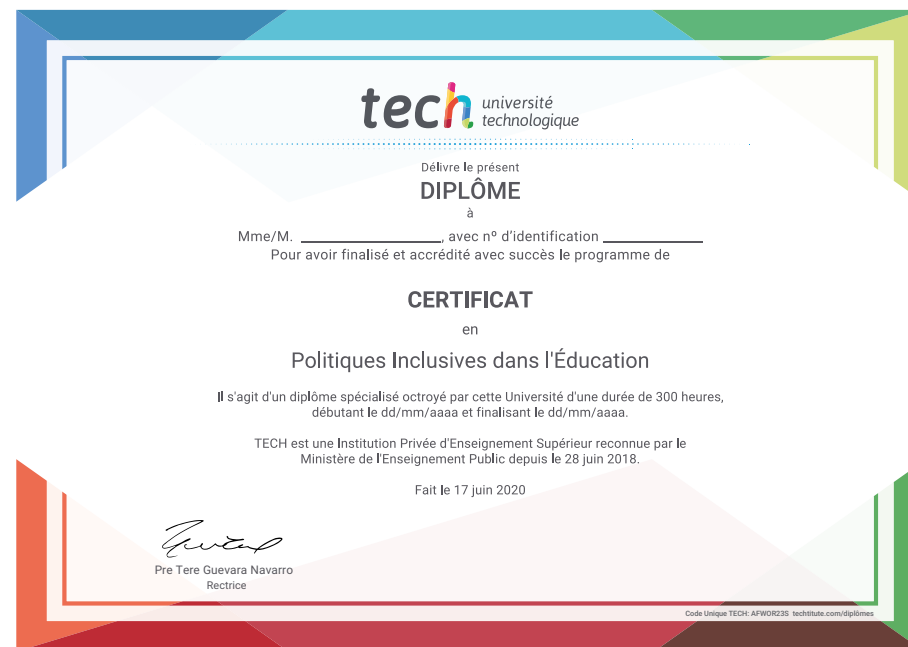 tech université
technologique
Délivre le présent
DIPLÔME
à
Mme/M. ____________________, avec nº d'identification ______________
Pour avoir finalisé et accrédité avec succès le programme de
CERTIFICAT
en
Politiques Inclusives dans l'Éducation
Il s'agit d'un diplôme spécialisé octroyé par cette Université d'une durée de 300 heures,
débutant le dd/mm/aaaa et finalisant le dd/mm/aaaa.
TECH est une Institution Privée d'Enseignement Supérieur reconnue par le
Ministère de l'Enseignement Public depuis le 28 juin 2018.
Fait le 17 juin 2020
Pre Tere Guevara Navarro
Rectrice
Code Unique TECH: AFWOR23S techtitute.com/diplômes